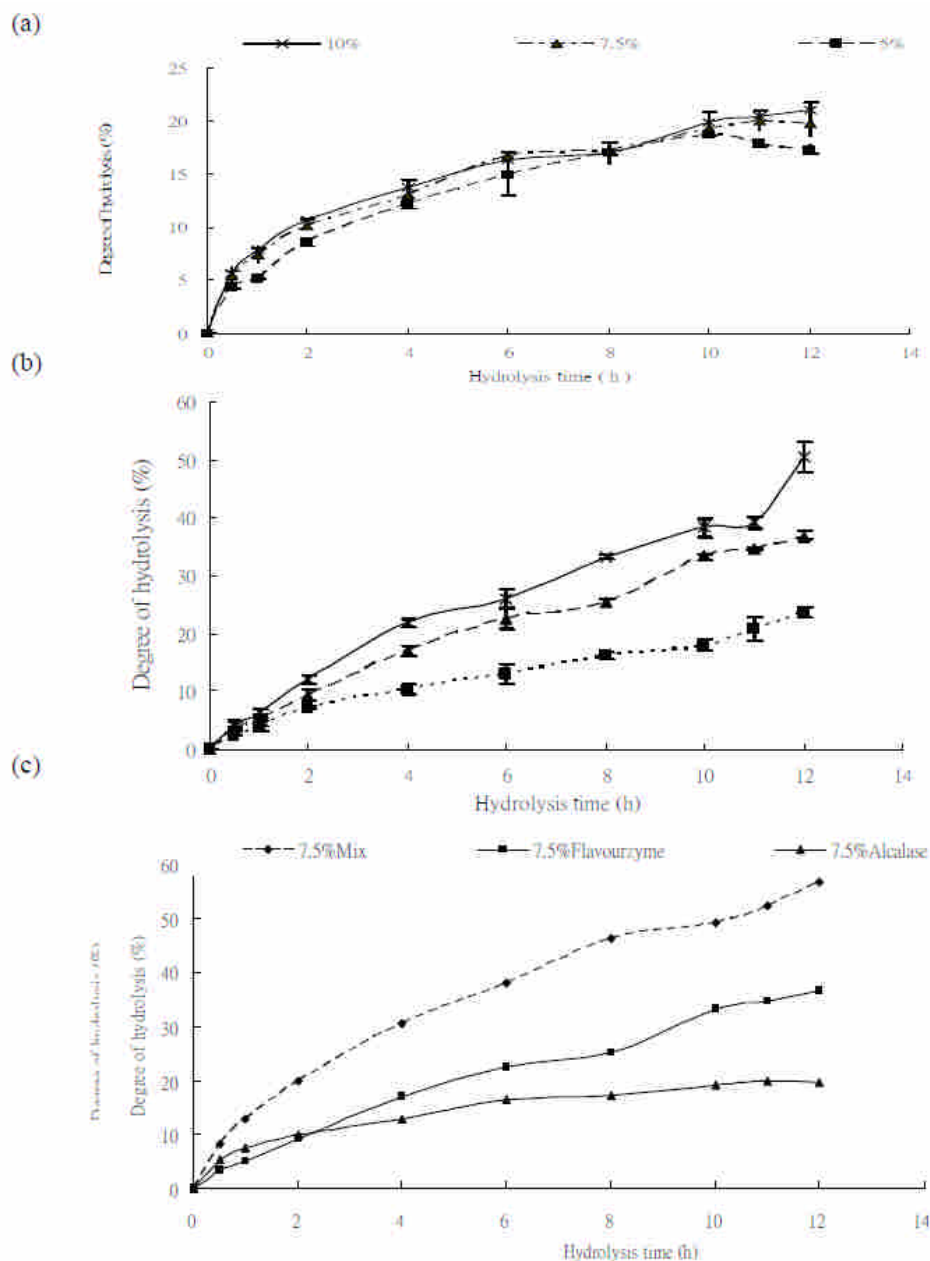 (a)
10% 7.5% 5%
25
20
15
10
5
0
0 2 4 6 8 10 12 14
Hydrolysis time ( h )
(b)
60
50
40
30
20
10
0
Degree of hydrolysis (%)
0 2 4 6 8 10 12 14
Hydrolysis time (h)
(c)
7.5%Mix 7.5%Flavourzyme 7.5%Alcalase
60
50
40
30
20
10
0
Degree of hydrolysis (%)
0 2 4 6 8 10 12 14
Hydrolysis time (h)